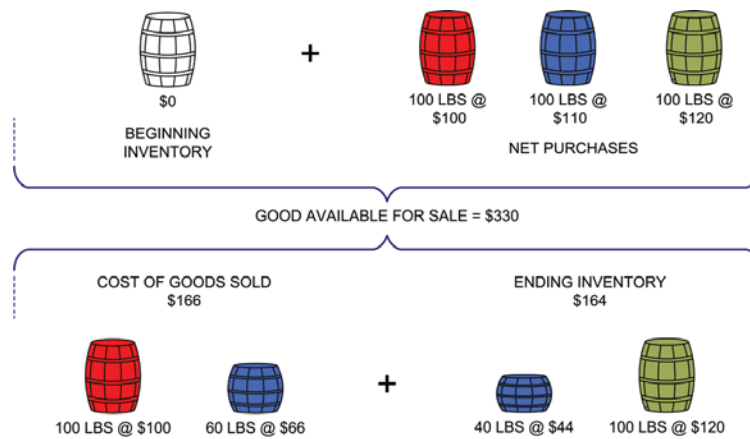 $0
100 LBS @
$100
100 LBS @
$110
100 LBS @
$120
BEGINNING
INVENTORY
NET PURCHASES
GOOD AVAILABLE FOR SALE = $330
COST OF GOODS SOLD
$166
ENDING INVENTORY
$164
100 LBS @ $100
60 LBS @ $66
+
40 LBS @ $44
100 LBS @ $120